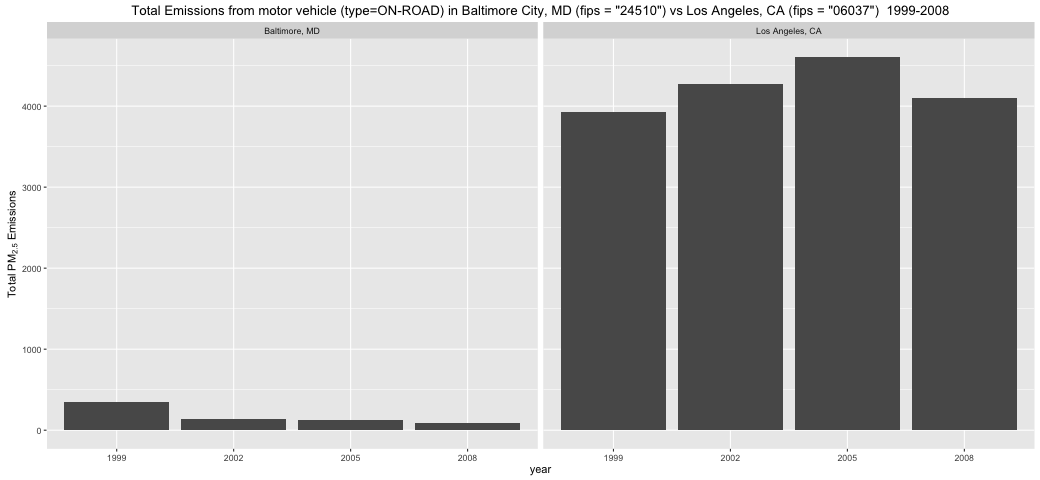 Total Emissions from motor vehicle (type=ON-ROAD) in Baltimore City, MD (fips = "24510") vs Los Angeles, CA (fips = "06037")  1999-2008
Baltimore, MD
Los Angeles, CA
Total PM2.5 Emissions
4000
3000
2000
1000
0
1999 2002 2005 2008
1999 2002 2005 2008
year